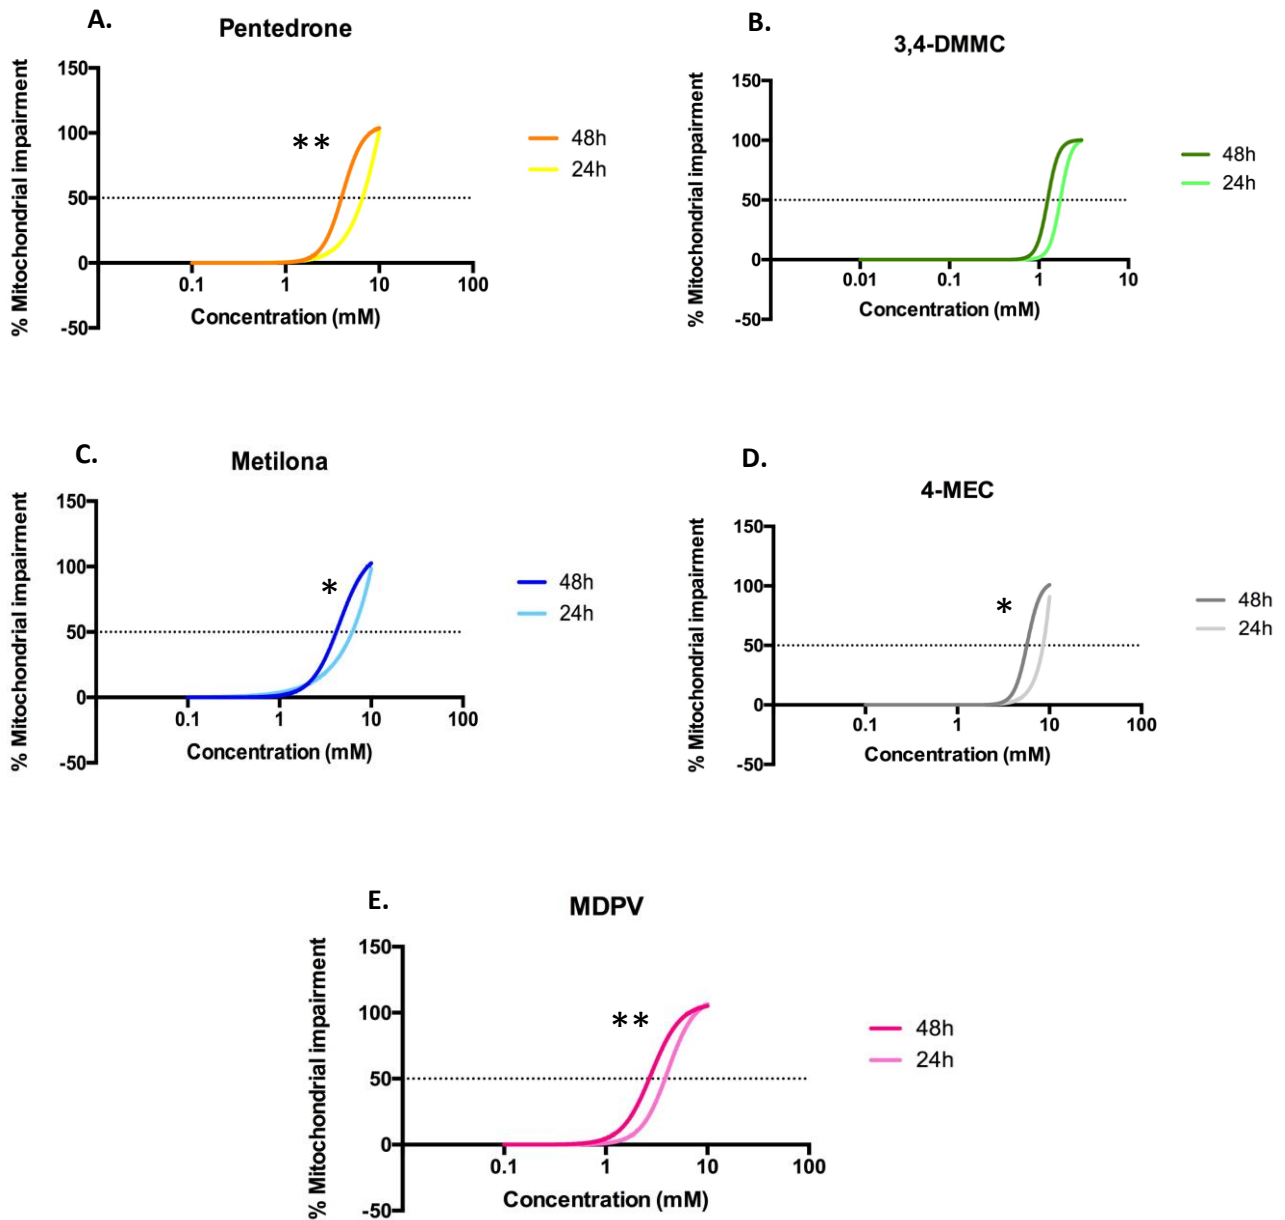 A.
Pentedrone
% Mitochondrial impairment
150
100
50
0
-50
**
0.1 1 10 100
Concentration (mM)
48h
24h
B.
3,4-DMMC
% Mitochondrial impairment
150
100
50
0
-50
0.01 0.1 1 10
Concentration (mM)
48h
24h
C.
Metilona
% Mitochondrial impairment
150
100
50
0
-50
*
0.1 1 10 100
Concentration (mM)
48h
24h
D.
4-MEC
% Mitochondrial impairment
150
100
50
0
-50
*
0.1 1 10 100
Concentration (mM)
48h
24h
E.
MDPV
% Mitochondrial impairment
150
100
50
0
-50
**
0.1 1 10 100
Concentration (mM)
48h
24h